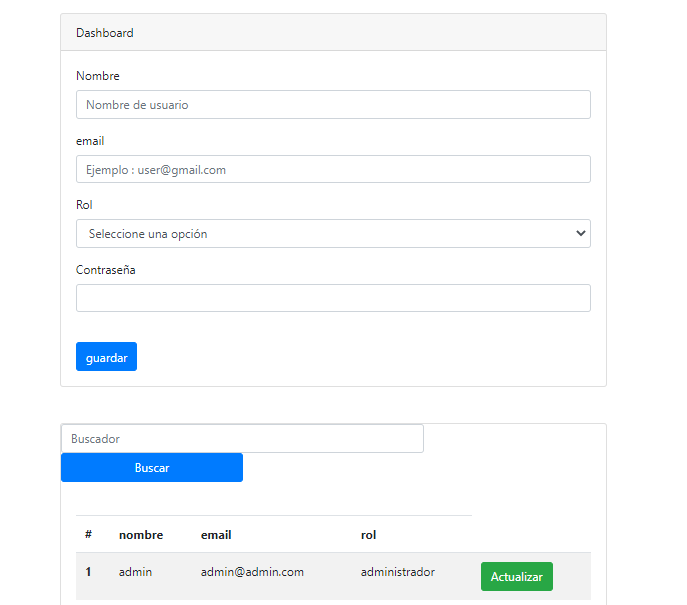 Dashboard
Nombre
Nombre de usuario
email
Ejemplo : user@gmail.com
Rol
Seleccione una opción
Contraseña
guardar
Buscador
Buscar
# nombre email rol
1 admin admin@admin.com administrador Actualizar